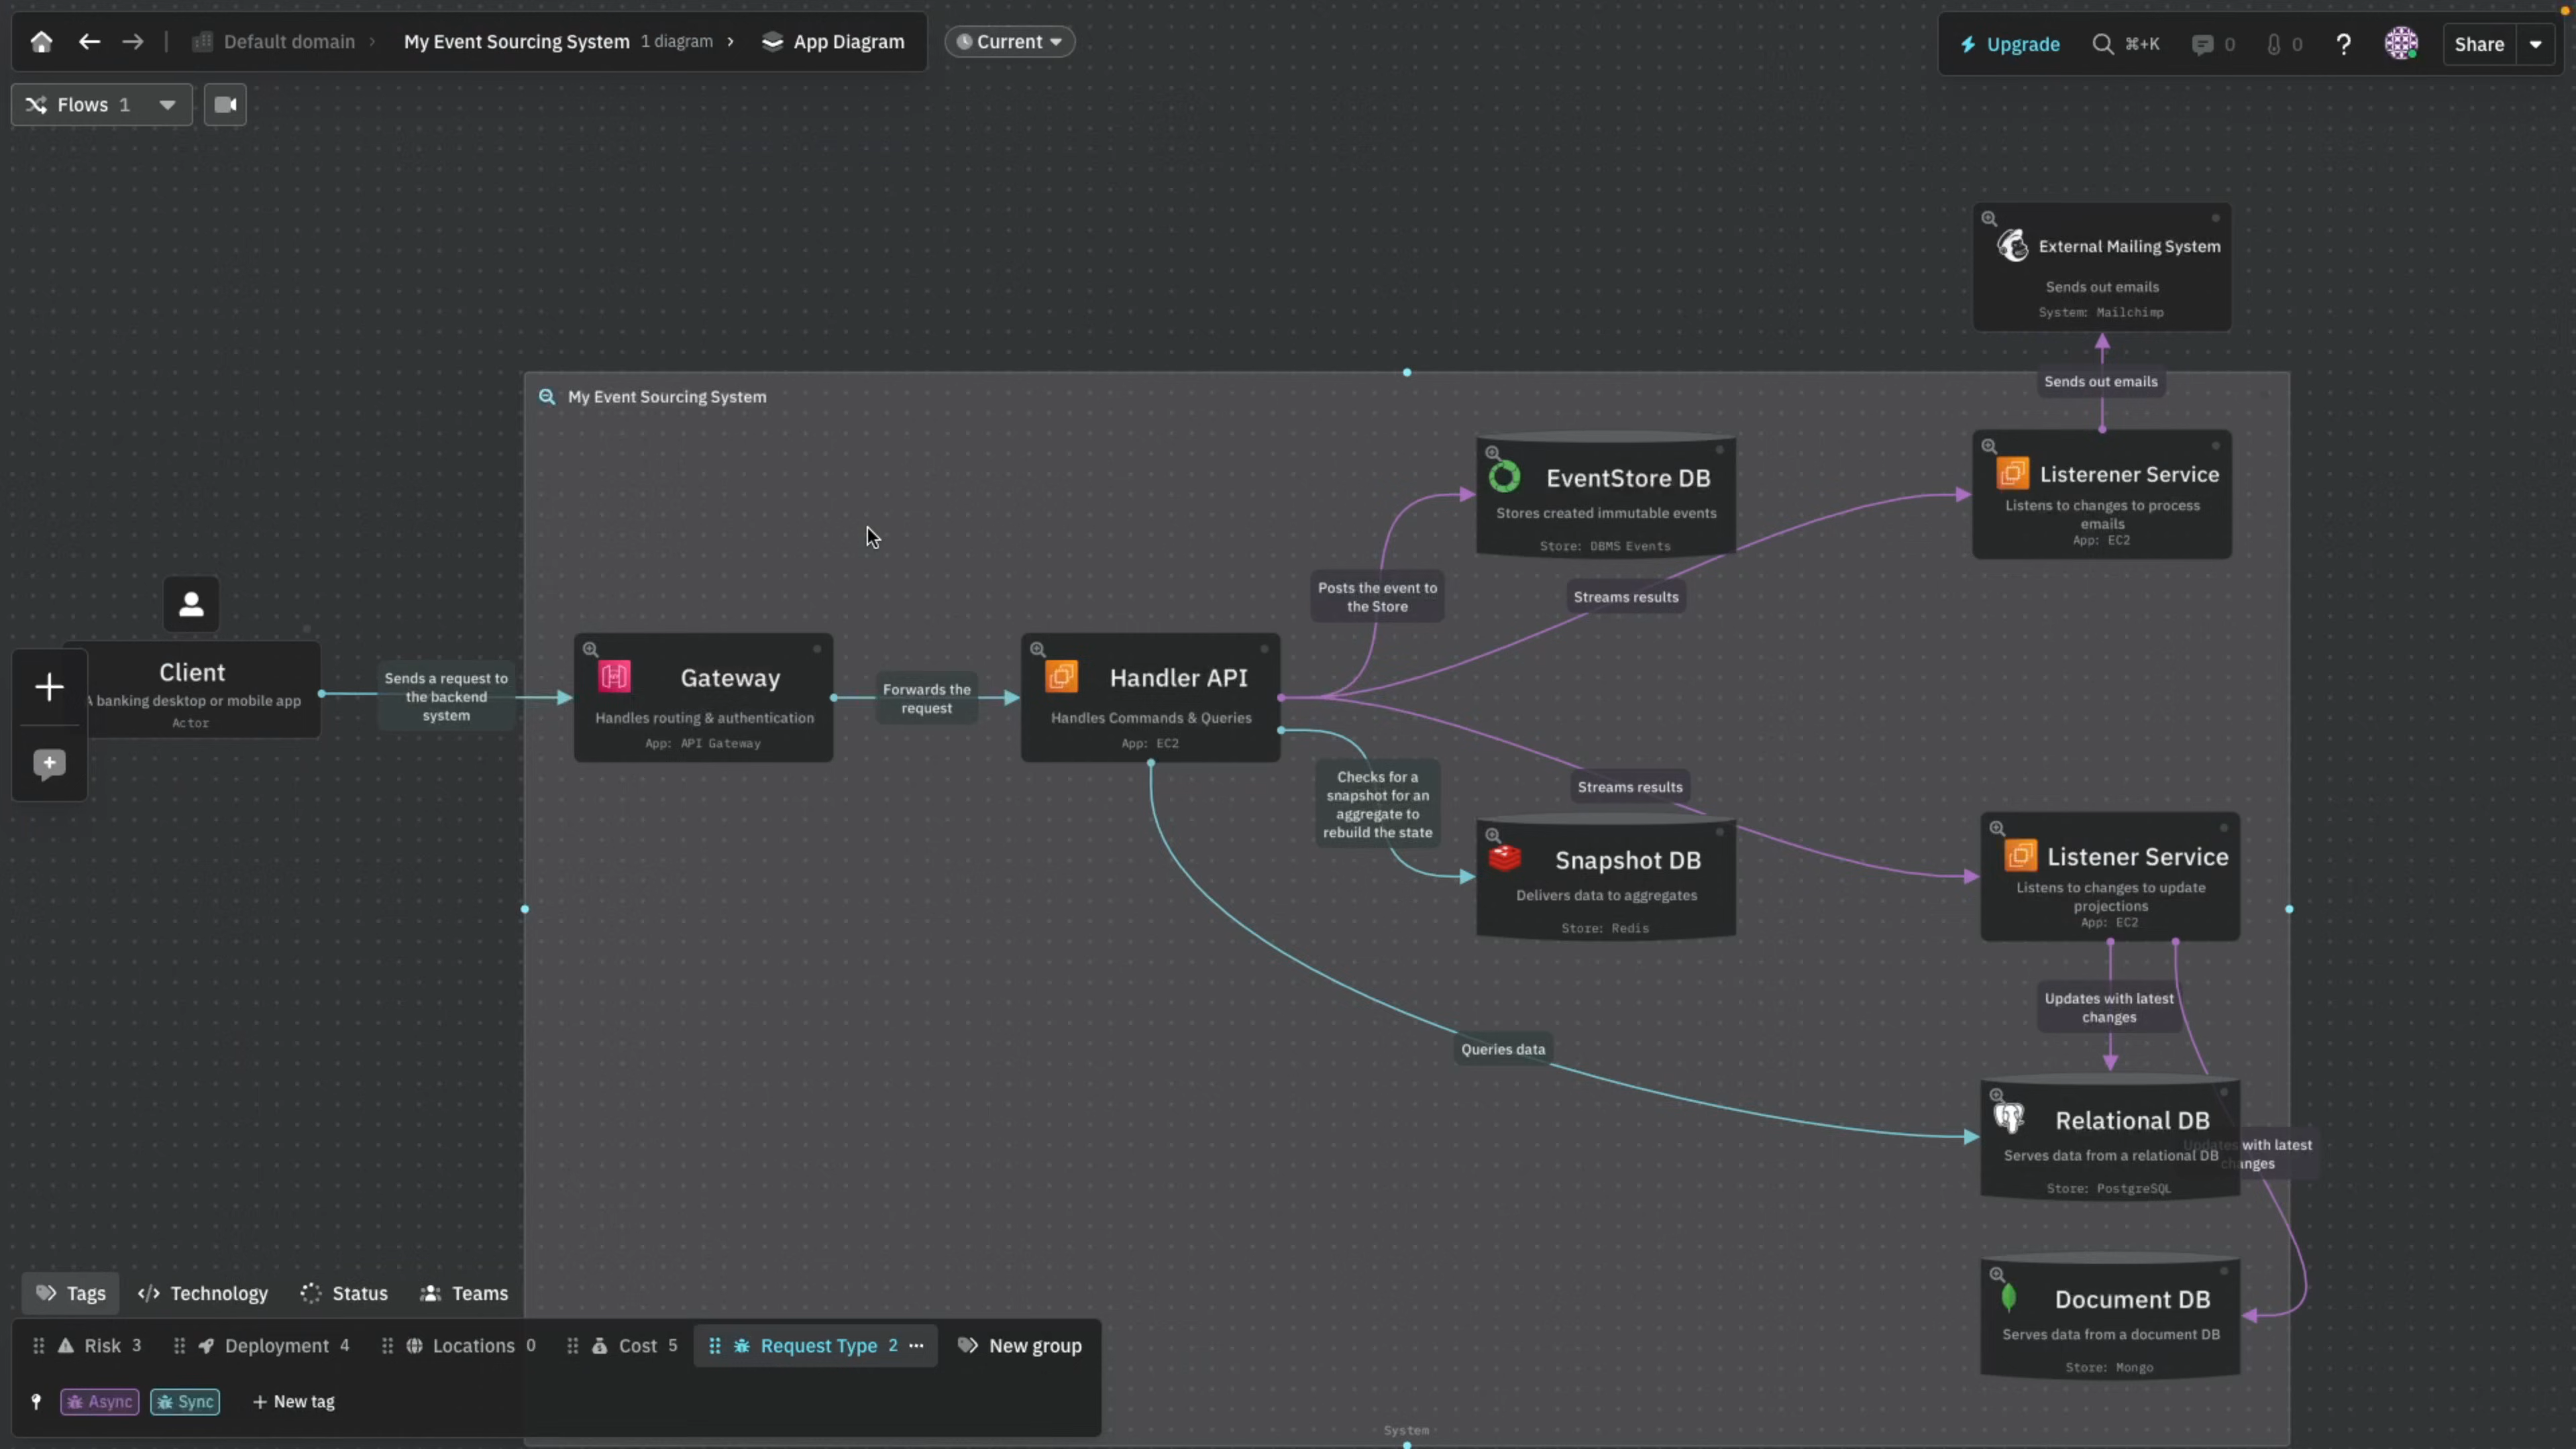 Default domain
My Event Sourcing System 1 diagram
App Diagram
Current
Upgrade
⌘+K
0
0
?
Share
Flows 1
External Mailing System
Sends out emails
System: Mailchimp
Sends out emails
My Event Sourcing System
EventStore DB
Stores created immutable events
Store: DBMS Events
Listerener Service
Listens to changes to process
emails
App: EC2
Posts the event to
the Store
Streams results
Client
A banking desktop or mobile app
Actor
Sends a request to
the backend
system
Gateway
Handles routing & authentication
App: API Gateway
Forwards the
request
Handler API
Handles Commands & Queries
App: EC2
Checks for a
snapshot for an
aggregate to
rebuild the state
Streams results
Snapshot DB
Delivers data to aggregates
Store: Redis
Listener Service
Listens to changes to update
projections
App: EC2
Updates with latest
changes
Queries data
Relational DB
Serves data from a relational DB
Store: PostgreSQL
Updates with latest
changes
Document DB
Serves data from a document DB
Store: Mongo
Tags
Technology
Status
Teams
Risk 3
Deployment 4
Locations 0
Cost 5
Request Type 2
New group
Async
Sync
+ New tag
System